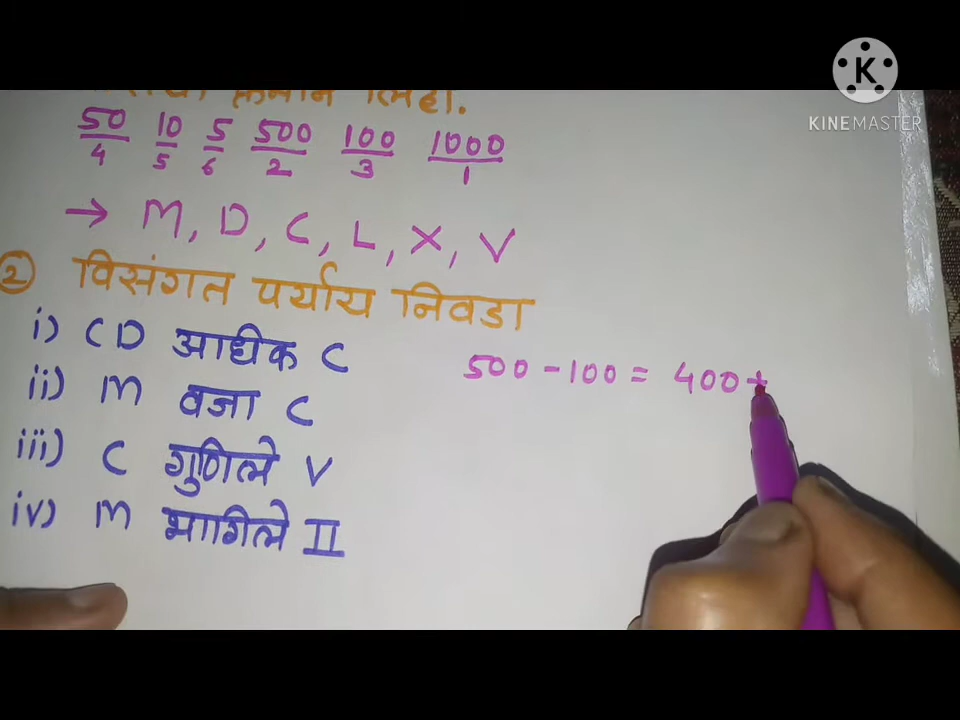 K
KINEMASTER
क्रमाने लिहा.
50 10 5 500 100 1000
4 5 6 2 3 1
→ M, D, C, L, X, V
② विसंगत पर्याय निवडा
i) CD आधीक C 500 - 100 = 400 +
ii) M वजा C
iii) C गुणिले V
iv) M भागिले II